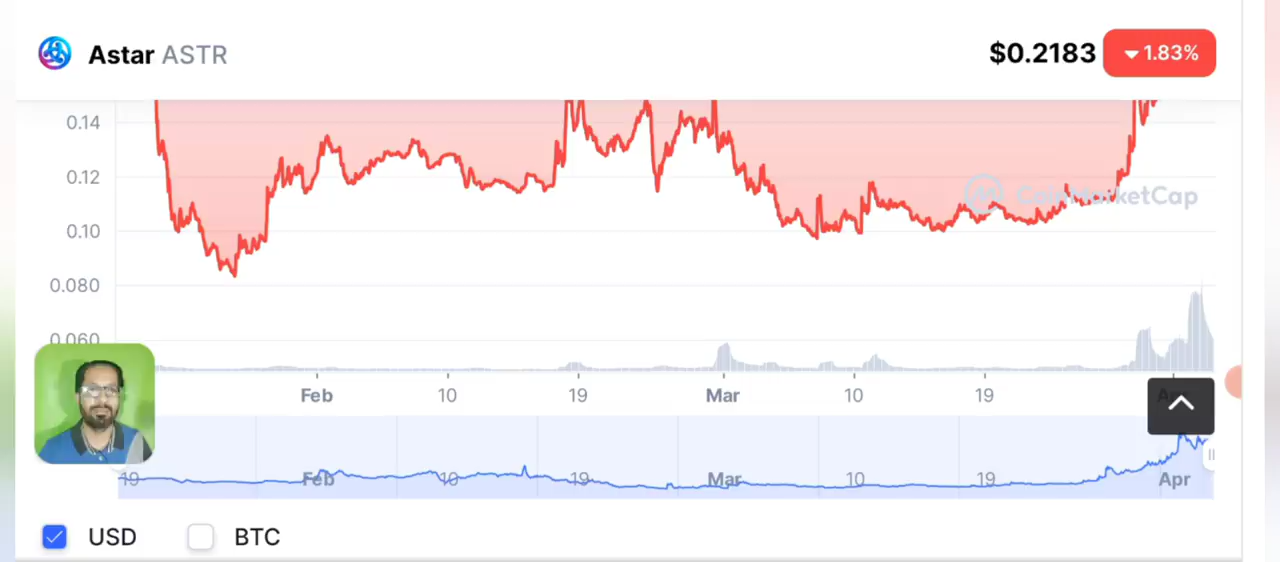 Astar ASTR $0.2183 1.83%
0.14
0.12
CoinMarketCap
0.10
0.080
0.060
Feb 10 19 Mar 10 19
19 Feb 10 19 Mar 10 19 Apr
USD BTC